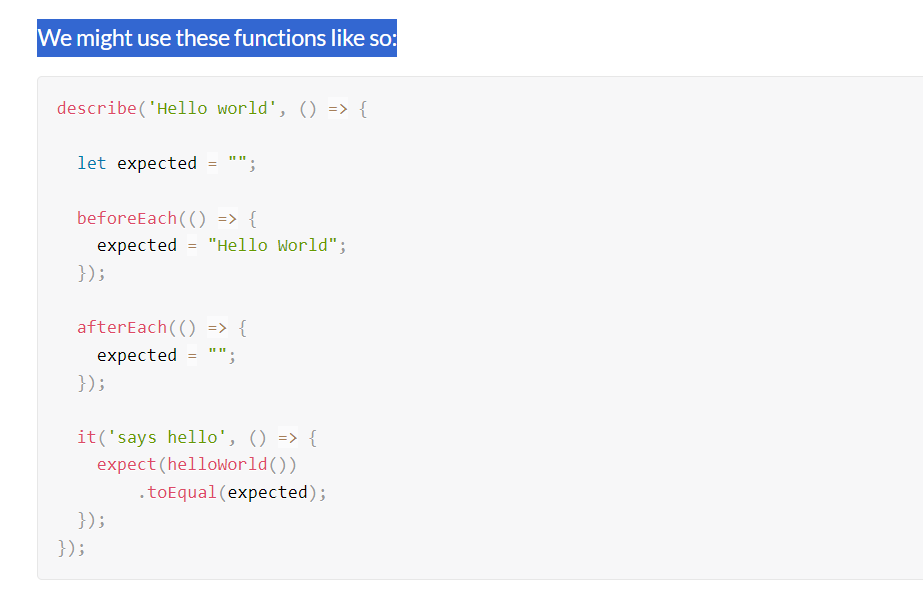 We might use these functions like so:
describe('Hello world', () => {
let expected = "";
beforeEach(() => {
expected = "Hello World";
});
afterEach(() => {
expected = "";
});
it('says hello', () => {
expect(helloWorld())
.toEqual(expected);
});
});